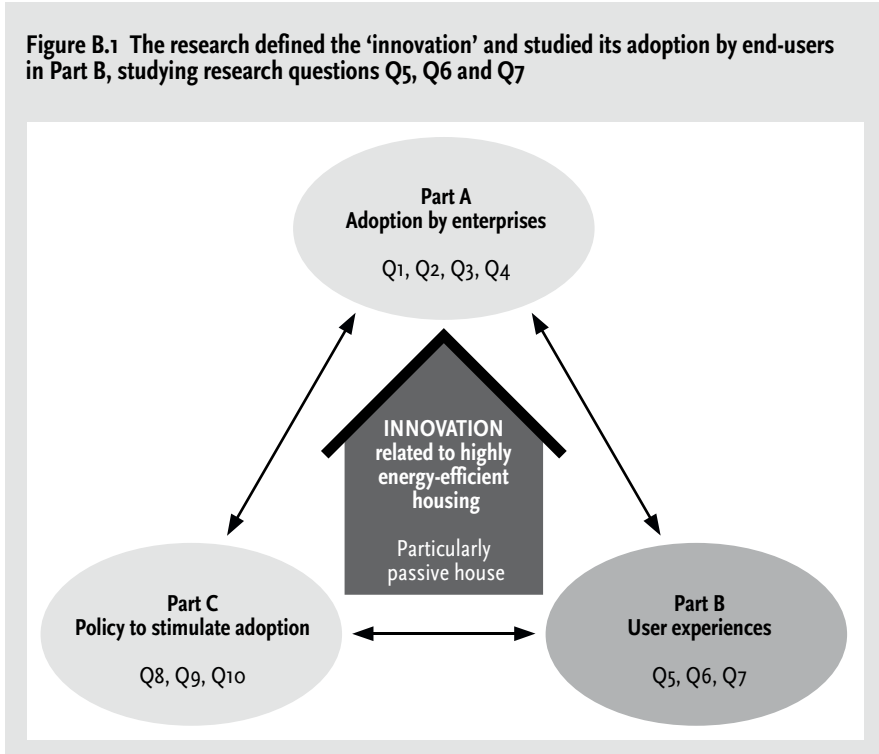 Figure B.1 The research defined the ‘innovation’ and studied its adoption by end-users
in Part B, studying research questions Q5, Q6 and Q7
Part A
Adoption by enterprises
Q1, Q2, Q3, Q4
INNOVATION
related to highly
energy-efficient
housing
Particularly
passive house
Part C
Policy to stimulate adoption
Q8, Q9, Q10
Part B
User experiences
Q5, Q6, Q7